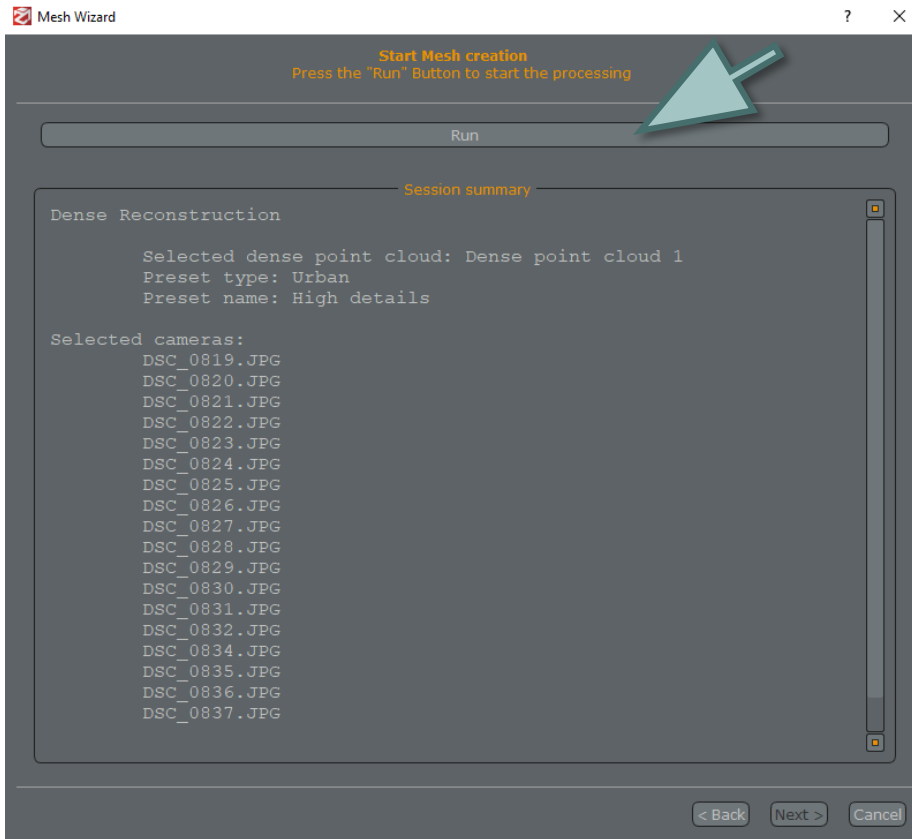 Mesh Wizard ?
Start Mesh creation
Press the "Run" Button to start the processing
Run
Session summary
Dense Reconstruction
Selected dense point cloud: Dense point cloud 1
Preset type: Urban
Preset name: High details
Selected cameras:
DSC_0819.JPG
DSC_0820.JPG
DSC_0821.JPG
DSC_0822.JPG
DSC_0823.JPG
DSC_0824.JPG
DSC_0825.JPG
DSC_0826.JPG
DSC_0827.JPG
DSC_0828.JPG
DSC_0829.JPG
DSC_0830.JPG
DSC_0831.JPG
DSC_0832.JPG
DSC_0834.JPG
DSC_0835.JPG
DSC_0836.JPG
DSC_0837.JPG
< Back Next > Cancel